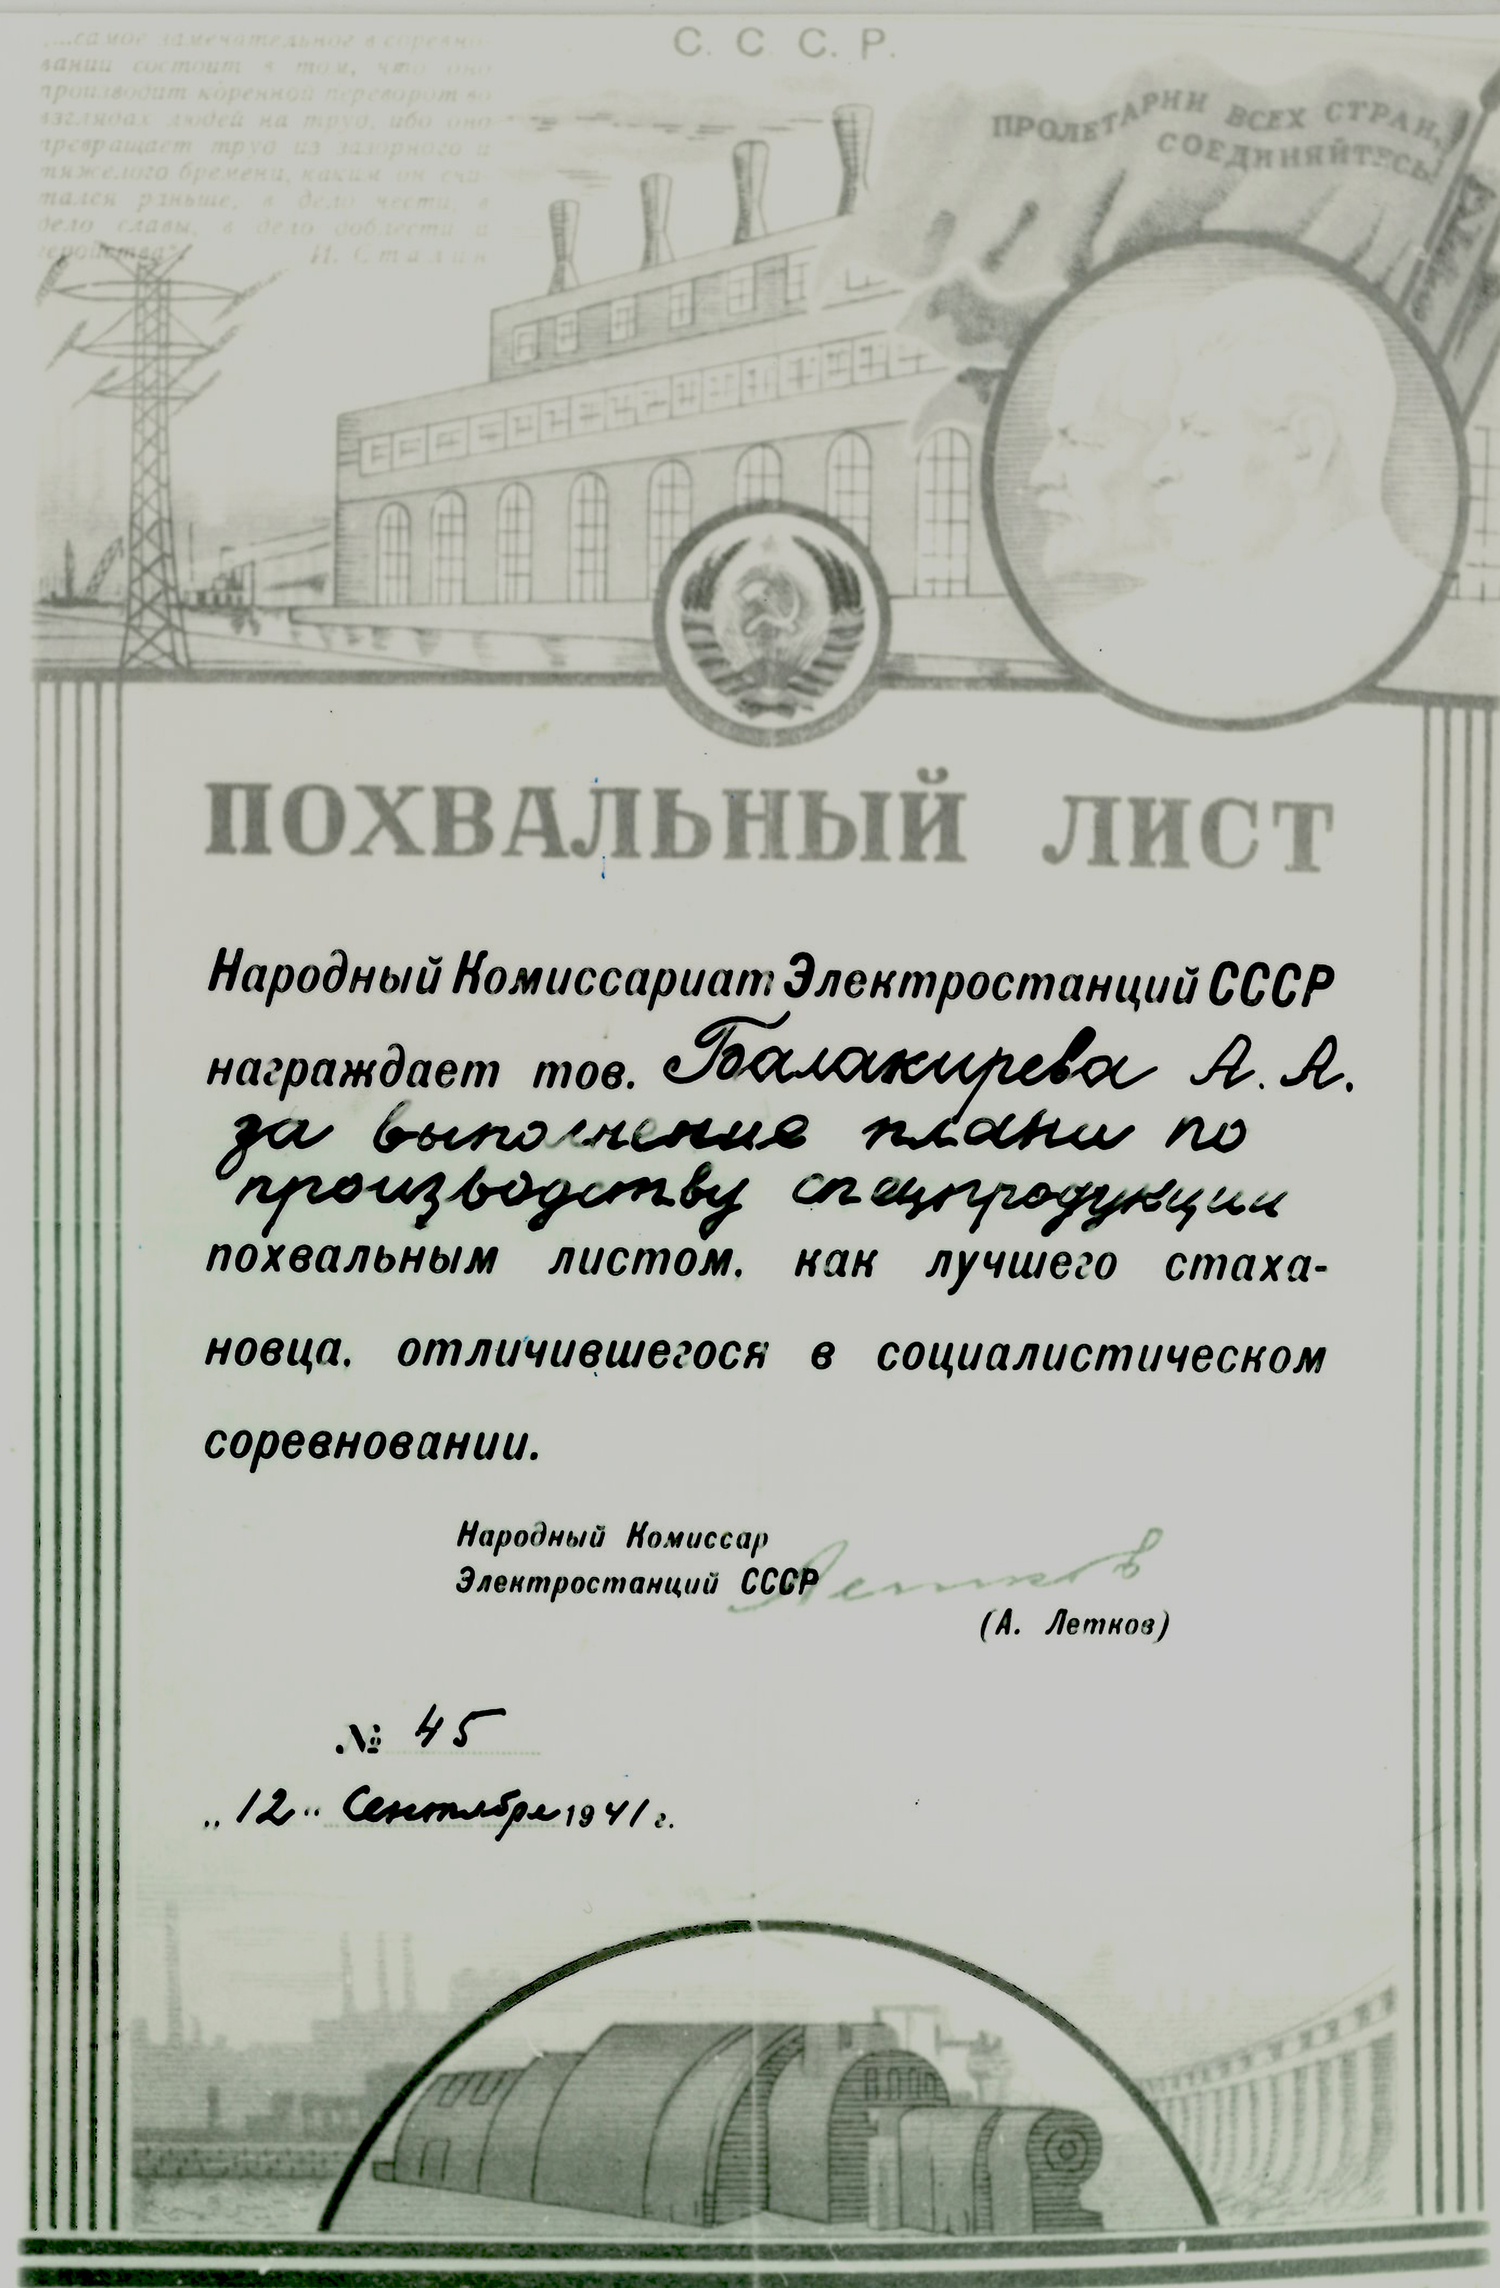 „...самое замечательное в соревно-
вании состоит в том, что оно
производит коренной переворот во
взглядах людей на труд, ибо оно
превращает труд из зазорного и
тяжелого бремени, каким он счи-
тался раньше, в дело чести, в
дело славы, в дело доблести и
геройства".
И. Сталин
С. С. С. Р.
ПРОЛЕТАРИИ ВСЕХ СТРАН,
СОЕДИНЯЙТЕСЬ!
ПОХВАЛЬНЫЙ ЛИСТ
Народный Комиссариат Электростанций СССР
награждает тов. Балакирева А. А.
за выполнение плана по
производству спецпродукции
похвальным листом, как лучшего стаха-
новца, отличившегося в социалистическом
соревновании.
Народный Комиссар
Электростанций СССР Летков
(А. Летков)
№ 45
„12" Сентября 1941 г.